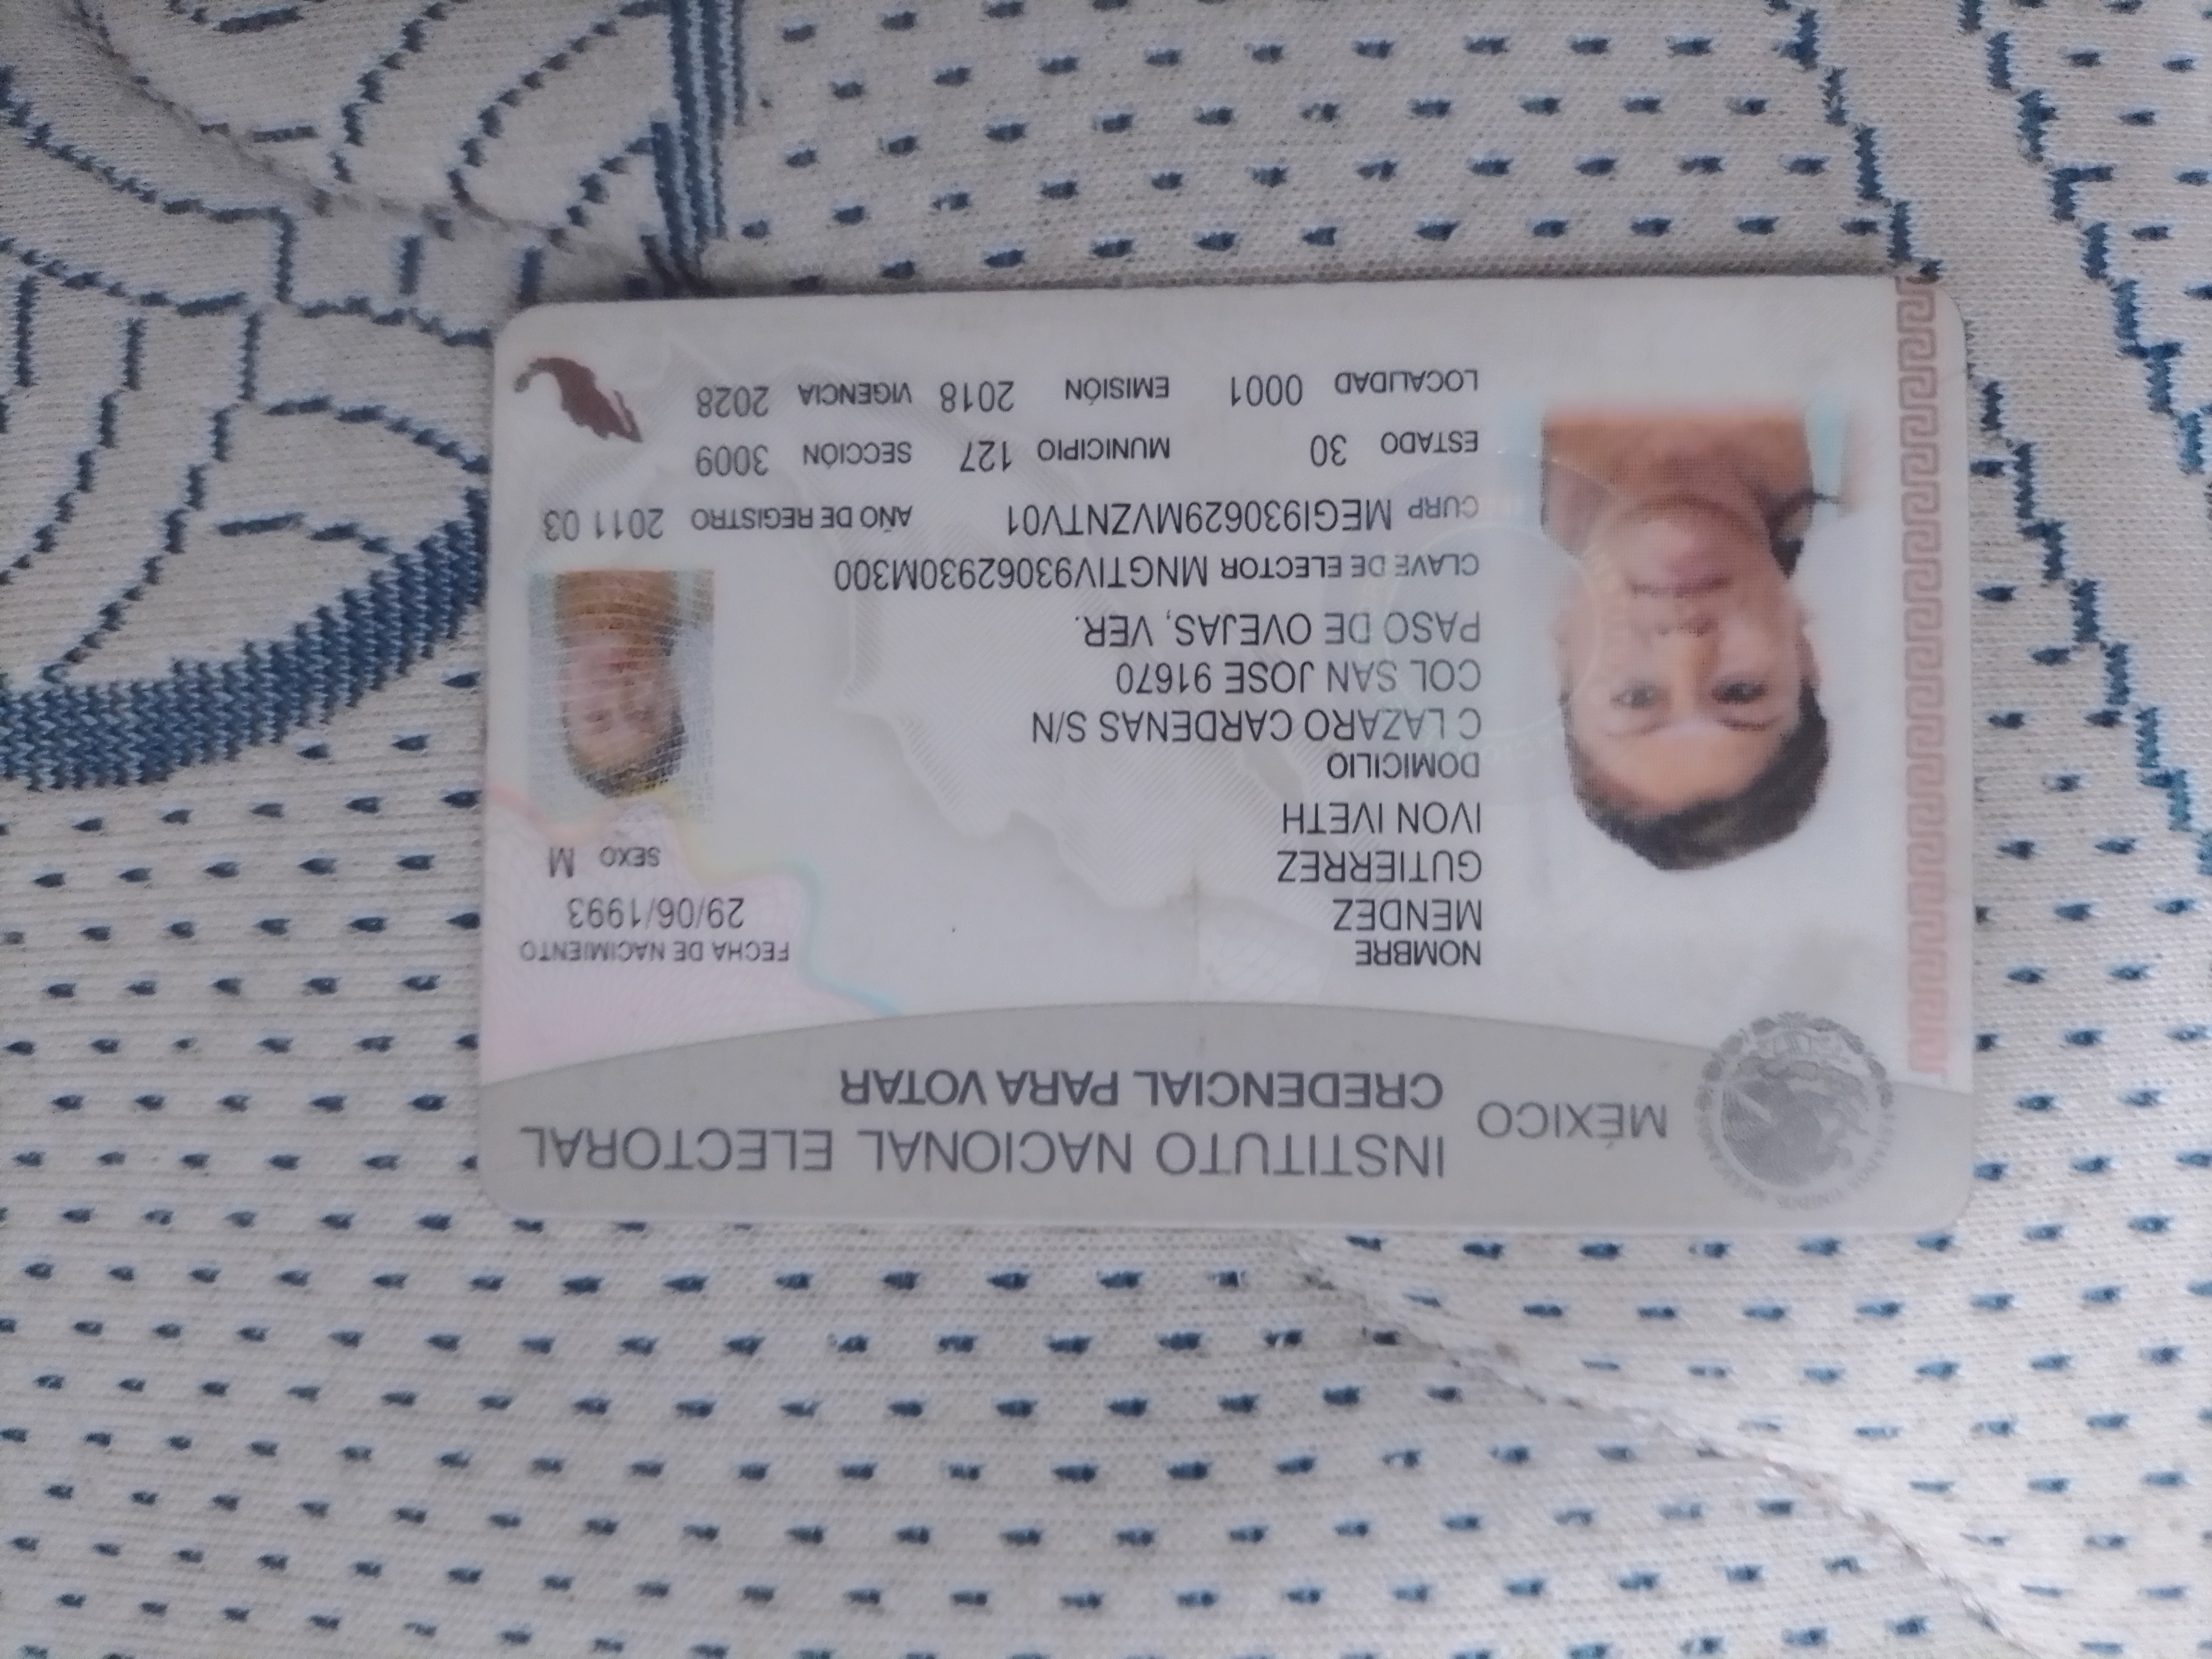 MÉXICO INSTITUTO NACIONAL ELECTORAL
CREDENCIAL PARA VOTAR
NOMBRE
MENDEZ
GUTIERREZ
IVON IVETH
FECHA DE NACIMIENTO
29/06/1993
SEXO M
DOMICILIO
C LAZARO CARDENAS S/N
COL SAN JOSE 91670
PASO DE OVEJAS, VER.
CLAVE DE ELECTOR MNGTIV93062930M300
CURP MEGI930629MVZNTV01 AÑO DE REGISTRO 2011 03
ESTADO 30 MUNICIPIO 127 SECCIÓN 3009
LOCALIDAD 0001 EMISIÓN 2018 VIGENCIA 2028